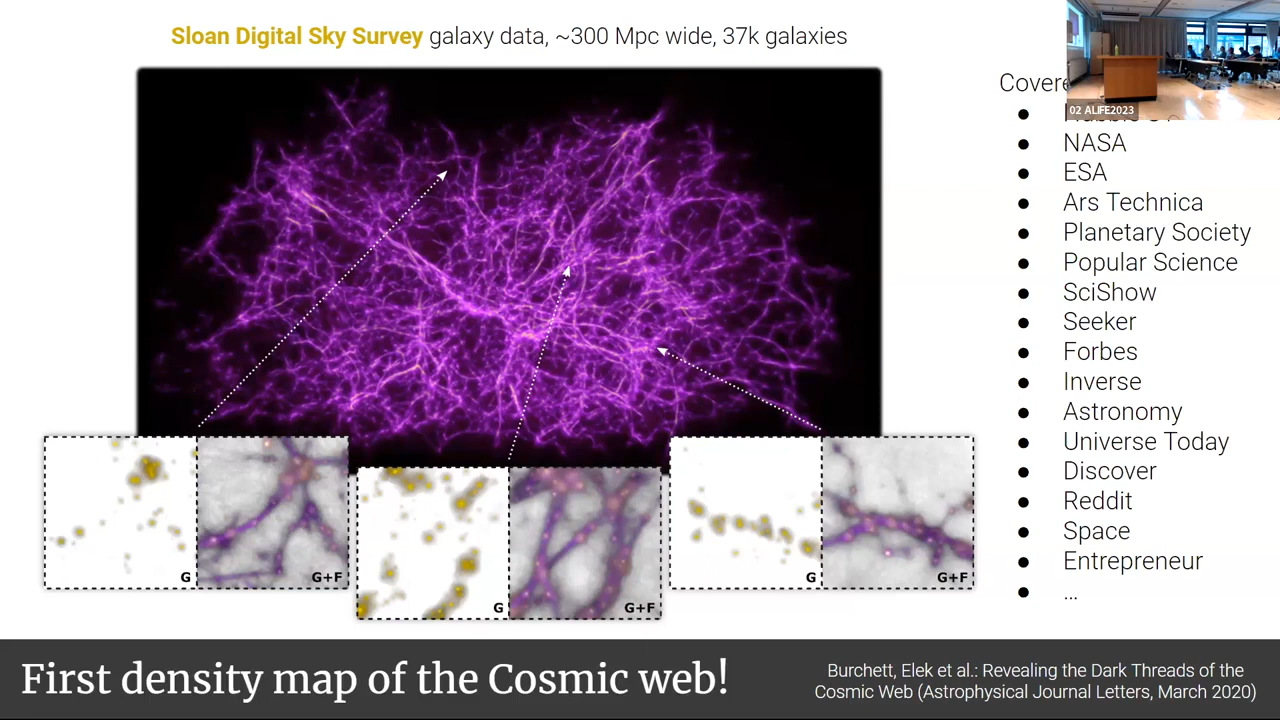 Sloan Digital Sky Survey galaxy data, ~300 Mpc wide, 37k galaxies
02 ALIFE2023
● NASA
● ESA
● Ars Technica
● Planetary Society
● Popular Science
● SciShow
● Seeker
● Forbes
● Inverse
● Astronomy
● Universe Today
● Discover
● Reddit
● Space
● Entrepreneur
● ...
G
G+F
G
G+F
G
G+F
First density map of the Cosmic web!
Burchett, Elek et al.: Revealing the Dark Threads of the
Cosmic Web (Astrophysical Journal Letters, March 2020)